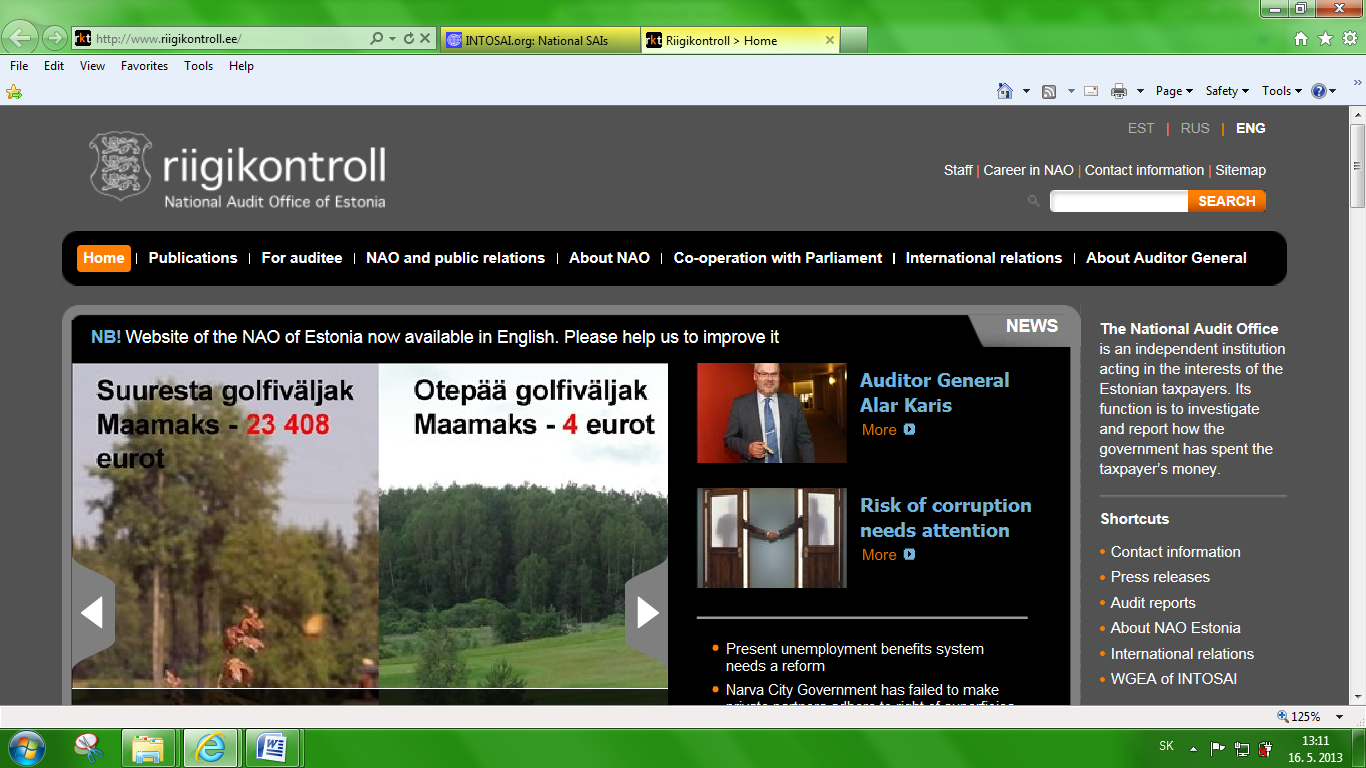 http://www.riigikontroll.ee/
INTOSAI.org: National SAIs
Riigikontroll > Home
File Edit View Favorites Tools Help
Page Safety Tools
EST | RUS | ENG
riigikontroll
National Audit Office of Estonia
Staff | Career in NAO | Contact information | Sitemap
SEARCH
Home | Publications | For auditee | NAO and public relations | About NAO | Co-operation with Parliament | International relations | About Auditor General
NB! Website of the NAO of Estonia now available in English. Please help us to improve it
NEWS
Suuresta golfiväljak
Maamaks - 23 408
eurot
Otepää golfiväljak
Maamaks - 4 eurot
Auditor General
Alar Karis
More
Risk of corruption
needs attention
More
Present unemployment benefits system
needs a reform
Narva City Government has failed to make
private partners adhere to right of superficies
The National Audit Office
is an independent institution
acting in the interests of the
Estonian taxpayers. Its
function is to investigate
and report how the
government has spent the
taxpayer's money.
Shortcuts
Contact information
Press releases
Audit reports
About NAO Estonia
International relations
WGEA of INTOSAI
125%
SK
13:11
16. 5. 2013